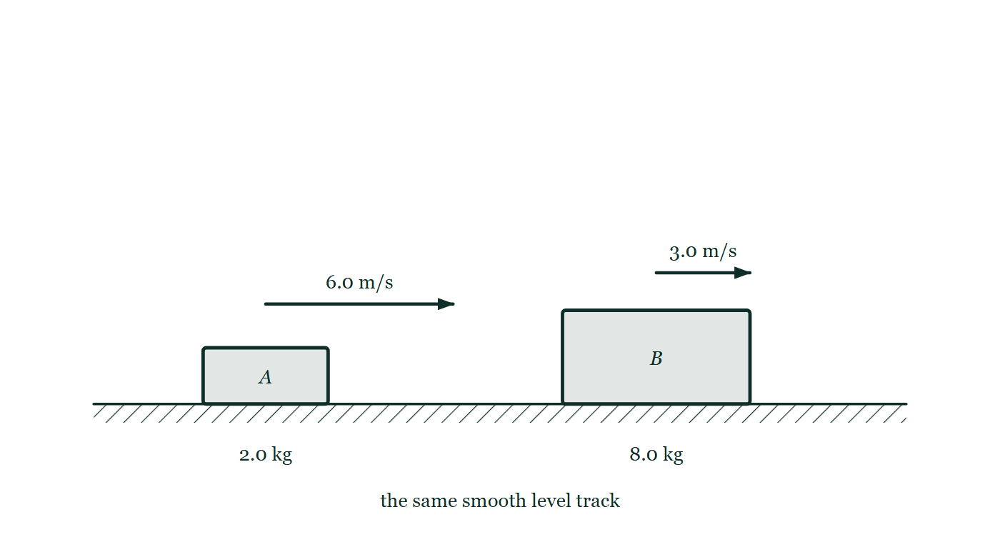 3.0 m/s
6.0 m/s
A
B
2.0 kg
8.0 kg
the same smooth level track